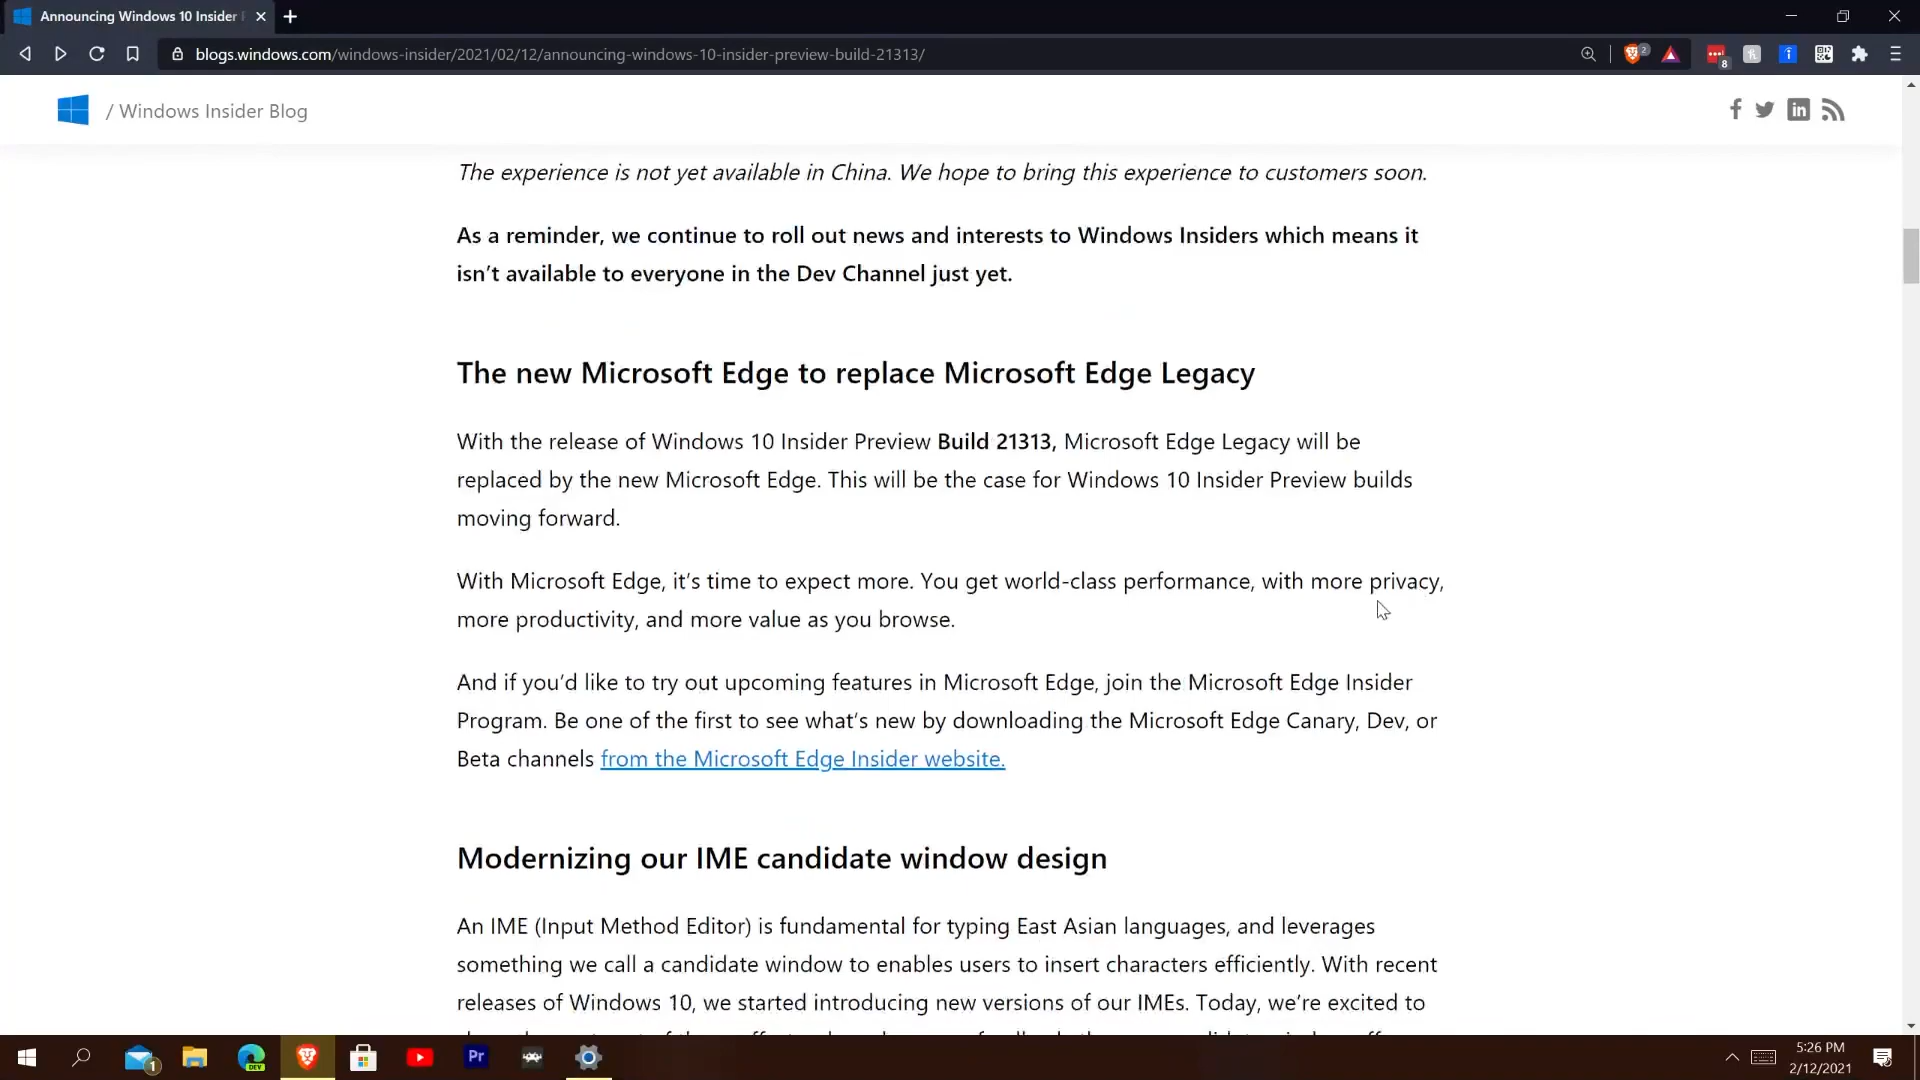 Announcing Windows 10 Insider
blogs.windows.com/windows-insider/2021/02/12/announcing-windows-10-insider-preview-build-21313/
2
8
/ Windows Insider Blog
The experience is not yet available in China. We hope to bring this experience to customers soon.
As a reminder, we continue to roll out news and interests to Windows Insiders which means it
isn’t available to everyone in the Dev Channel just yet.
The new Microsoft Edge to replace Microsoft Edge Legacy
With the release of Windows 10 Insider Preview Build 21313, Microsoft Edge Legacy will be
replaced by the new Microsoft Edge. This will be the case for Windows 10 Insider Preview builds
moving forward.
With Microsoft Edge, it’s time to expect more. You get world-class performance, with more privacy,
more productivity, and more value as you browse.
And if you’d like to try out upcoming features in Microsoft Edge, join the Microsoft Edge Insider
Program. Be one of the first to see what’s new by downloading the Microsoft Edge Canary, Dev, or
Beta channels from the Microsoft Edge Insider website.
Modernizing our IME candidate window design
An IME (Input Method Editor) is fundamental for typing East Asian languages, and leverages
something we call a candidate window to enables users to insert characters efficiently. With recent
releases of Windows 10, we started introducing new versions of our IMEs. Today, we’re excited to
1
DEV
Pr
5:26 PM
2/12/2021